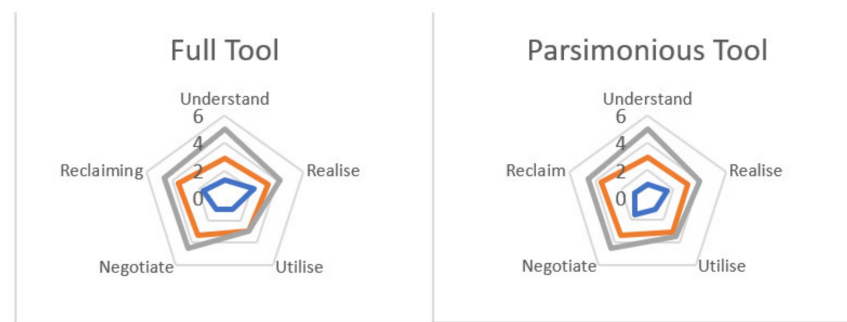 Full Tool
Understand
6
4
2
0
Reclaiming
Realise
Negotiate
Utilise
Parsimonious Tool
Understand
6
4
2
0
Reclaim
Realise
Negotiate
Utilise